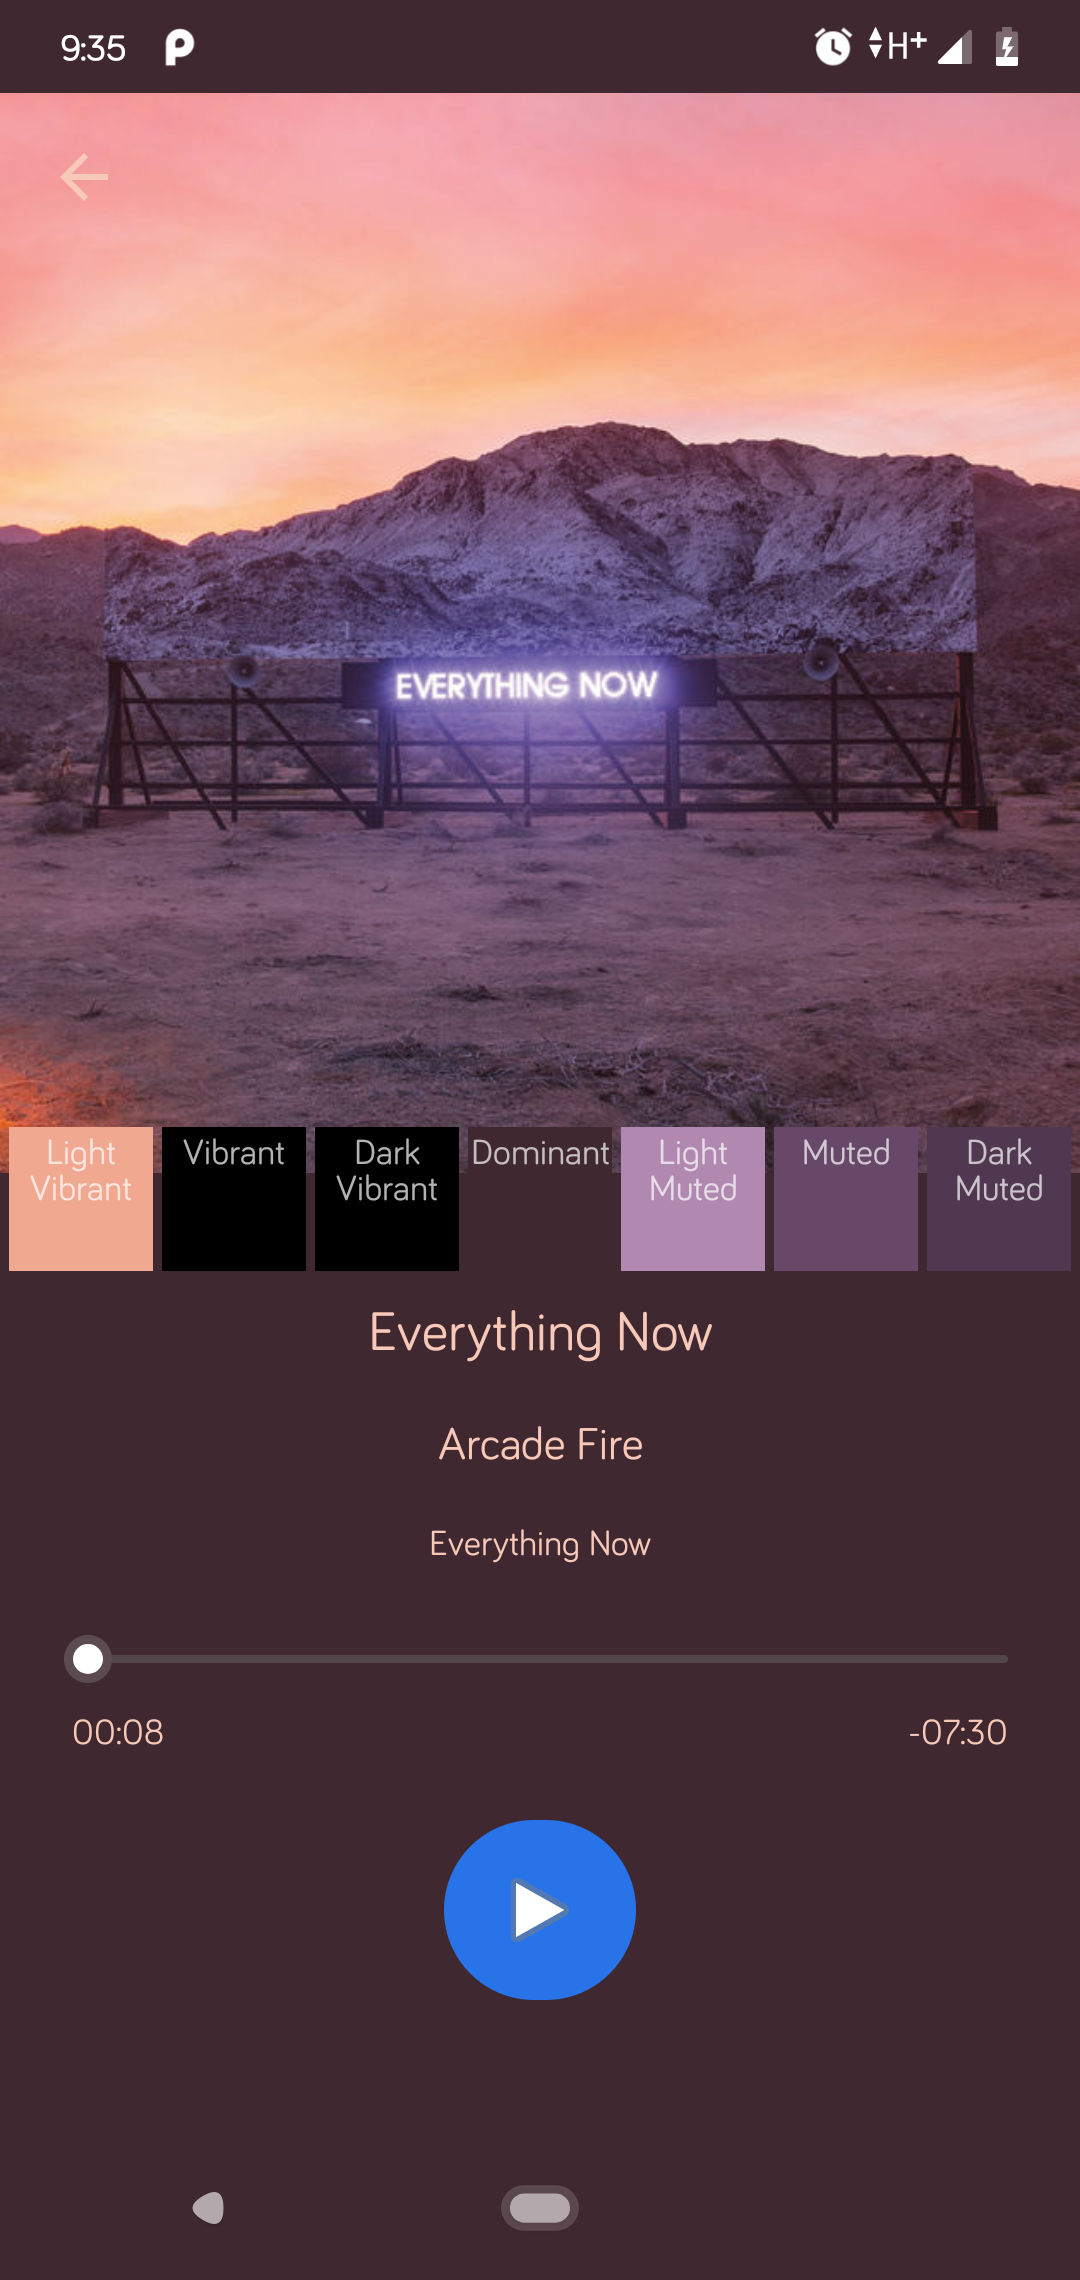 9:35
H+
EVERYTHING NOW
Light
Vibrant
Vibrant
Dark
Vibrant
Dominant
Light
Muted
Muted
Dark
Muted
Everything Now
Arcade Fire
Everything Now
00:08
-07:30